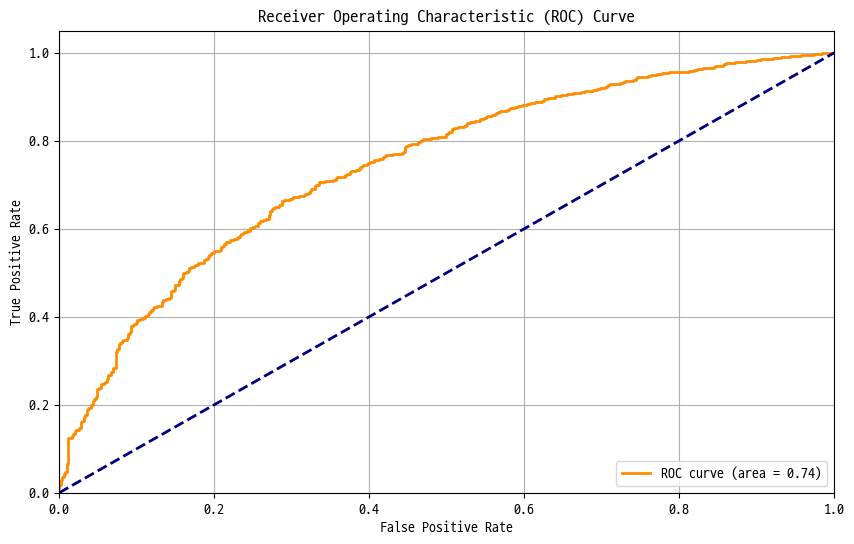 Receiver Operating Characteristic (ROC) Curve
True Positive Rate
1.0
0.8
0.6
0.4
0.2
0.0
0.0 0.2 0.4 0.6 0.8 1.0
False Positive Rate
ROC curve (area = 0.74)